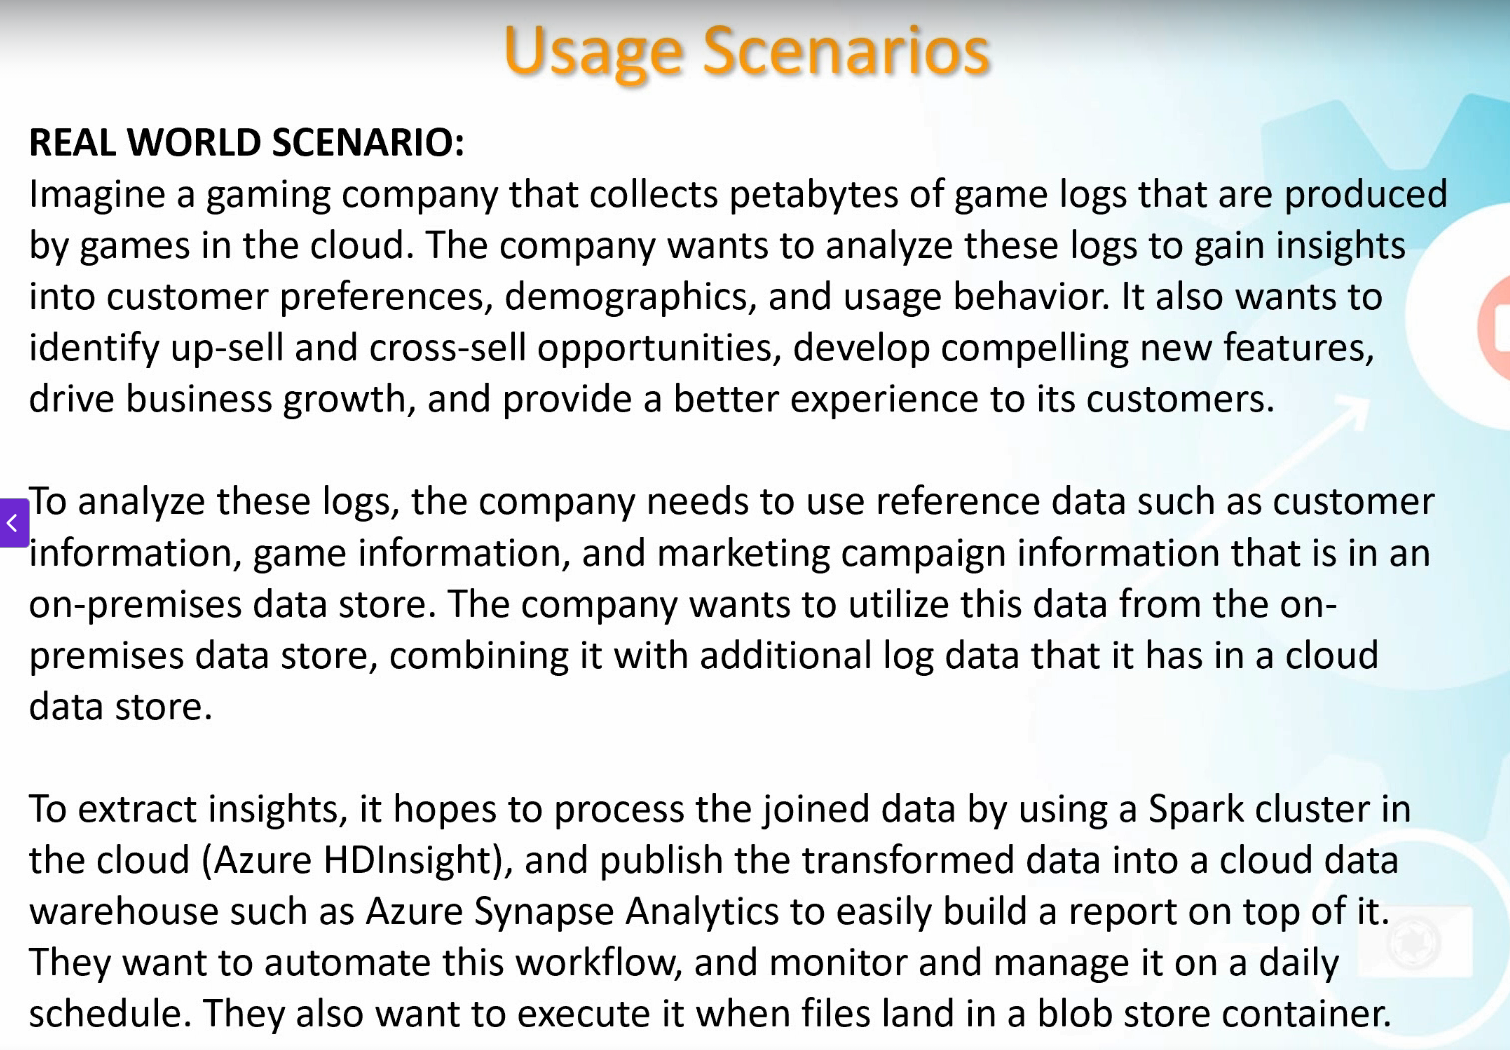 Usage Scenarios
REAL WORLD SCENARIO:
Imagine a gaming company that collects petabytes of game logs that are produced
by games in the cloud. The company wants to analyze these logs to gain insights
into customer preferences, demographics, and usage behavior. It also wants to
identify up-sell and cross-sell opportunities, develop compelling new features,
drive business growth, and provide a better experience to its customers.
To analyze these logs, the company needs to use reference data such as customer
information, game information, and marketing campaign information that is in an
on-premises data store. The company wants to utilize this data from the on-
premises data store, combining it with additional log data that it has in a cloud
data store.
To extract insights, it hopes to process the joined data by using a Spark cluster in
the cloud (Azure HDInsight), and publish the transformed data into a cloud data
warehouse such as Azure Synapse Analytics to easily build a report on top of it.
They want to automate this workflow, and monitor and manage it on a daily
schedule. They also want to execute it when files land in a blob store container.